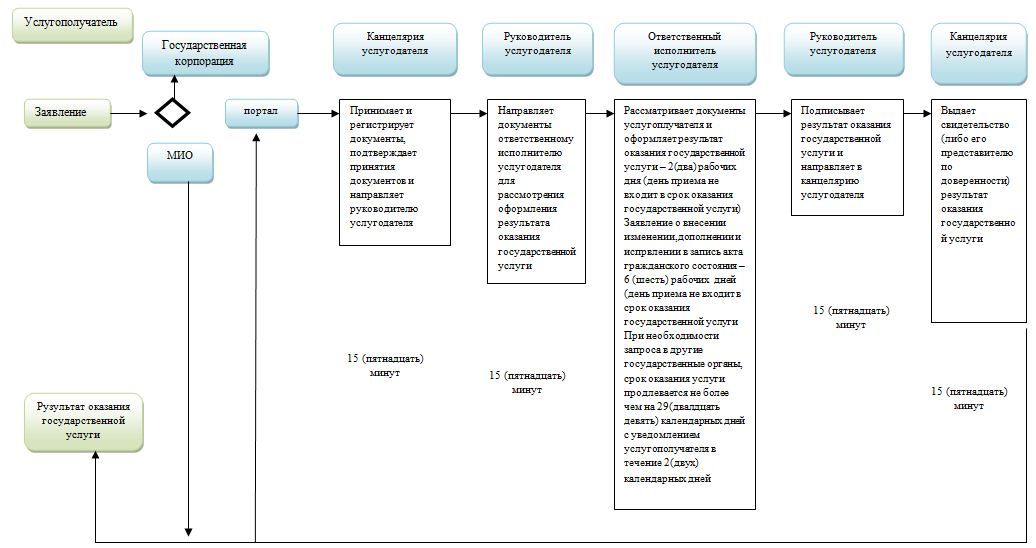 Услугополучатель
Государственная
корпорация
Канцелярия
услугодателя
Руководитель
услугодателя
Ответственный
исполнитель
услугодателя
Руководитель
услугодателя
Канцелярия
услугодателя
Заявление
МИО
портал
Принимает и
регистрирует
документы,
подтверждает
принятия
документов и
направляет
руководителю
услугодателя
15 (пятнадцать)
минут
Направляет
документы
ответственному
исполнителю
услугодателя
для
рассмотрения
оформления
результата
оказания
государственной
услуги
15 (пятнадцать)
минут
Рассматривает документы
услугоплучателя и
оформляет результат
оказания государственной
услуги – 2(два) рабочих
дня (день приема не
входит в срок оказания
государственной услуги)
Заявление о внесении
изменении,дополнении и
испрвлении в запись акта
гражданского состояния –
6 (шесть) рабочих дней
(день приема не входит в
срок оказания
государственной услуги
При необходимости
запроса в другие
государственные органы,
срок оказания услуги
продлевается не более
чем на 29(двалдцать
девять) календарных дней
с уведомлением
услугополучателя в
течение 2(двух)
календарных дней
Подписывает
результат оказания
государственной
услуги и
направляет в
канцелярию
услугодателя
15 (пятнадцать)
минут
Выдает
свидетельство
(либо его
представителю
по
доверенности)
результат
оказания
государственно
й услуги
15 (пятнадцать)
минут
Рузультат оказания
государственной
услуги